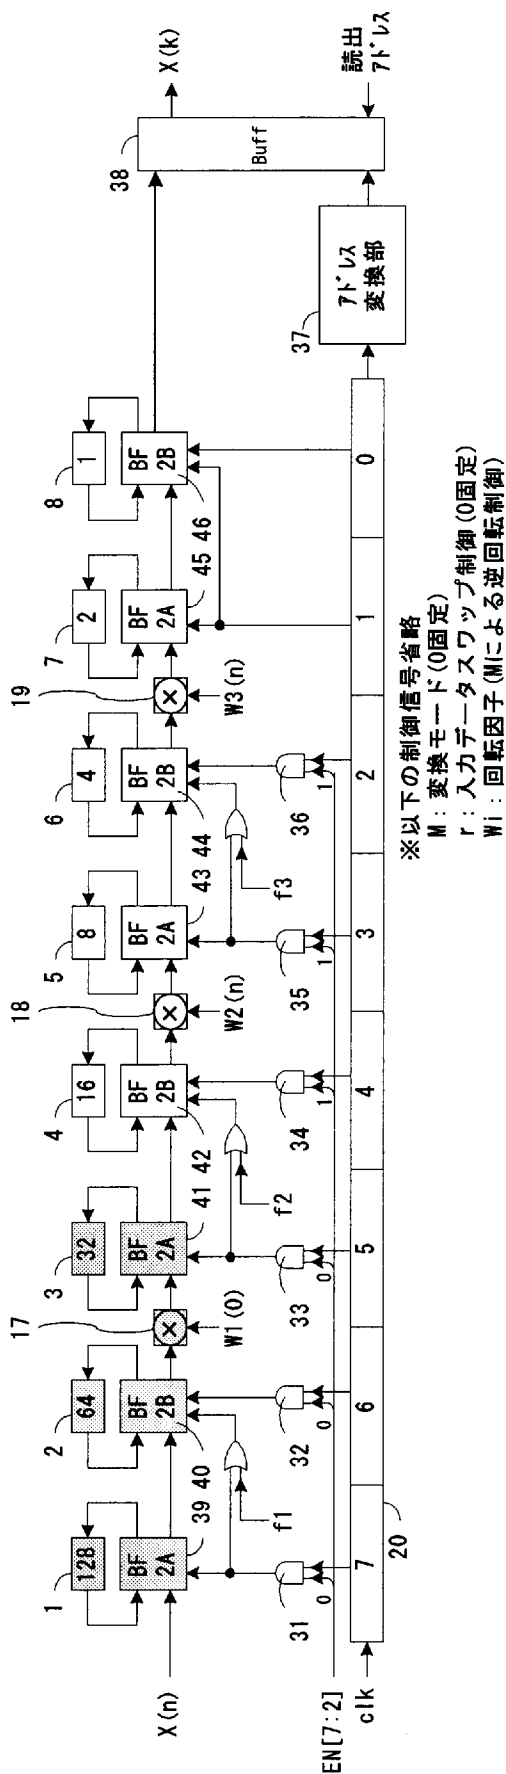 X(n)
EN[7:2]
clk
1
128
BF
2A
39
31
0
7
20
2
64
BF
2B
40
f1
32
0
6
17
W1(0)
3
32
BF
2A
41
33
0
5
4
16
BF
2B
42
f2
34
1
4
18
W2(n)
5
8
BF
2A
43
35
1
3
6
4
BF
2B
44
f3
36
1
2
19
W3(n)
7
2
BF
2A
45
1
8
1
BF
2B
46
0
37
アドレス
変換部
38
Buff
X(k)
読出
アドレス
※以下の制御信号省略
M:変換モード(0固定)
r:入力データスワップ制御(0固定)
Wi:回転因子(Mによる逆回転制御)